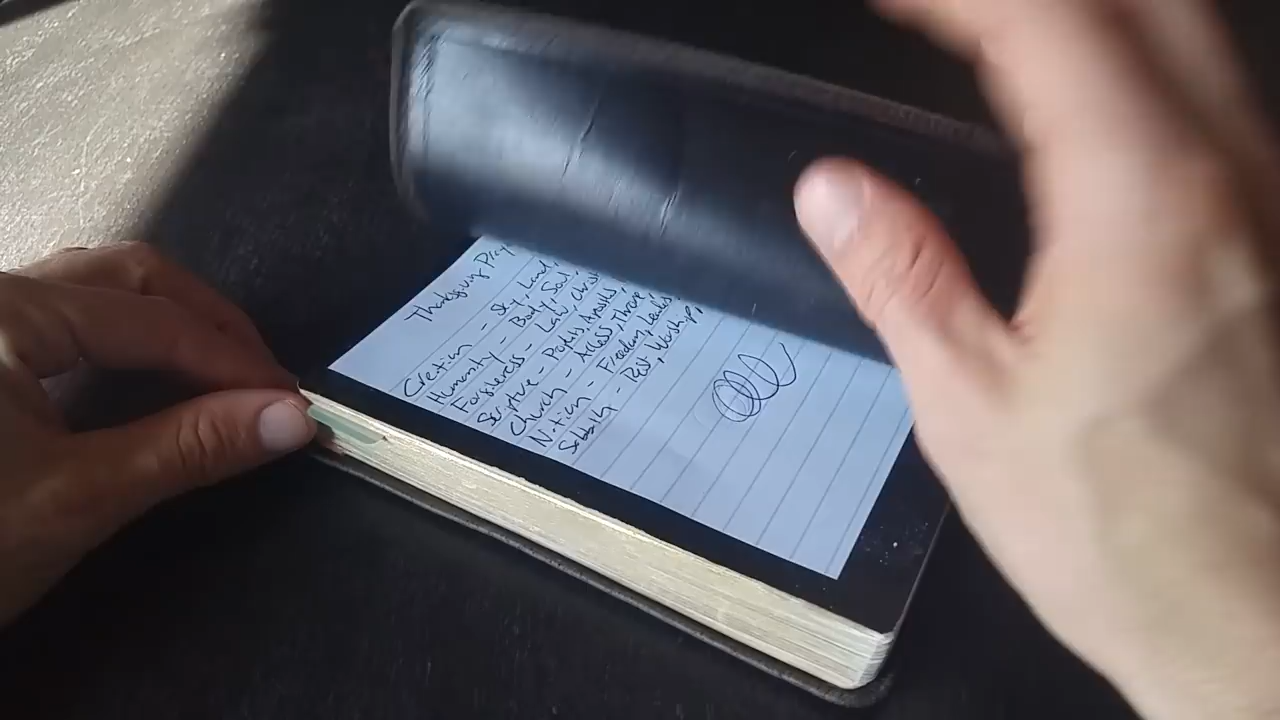 Thanksgiving Pray
Creation - Sky, Land,
Humanity - Body, Soul,
Forgiveness - Law, Christ
Scripture - Prophets, Apostles,
Church - Access, Throne
Nation - Freedom, Leaders
Sabbath - Rest, Worship,